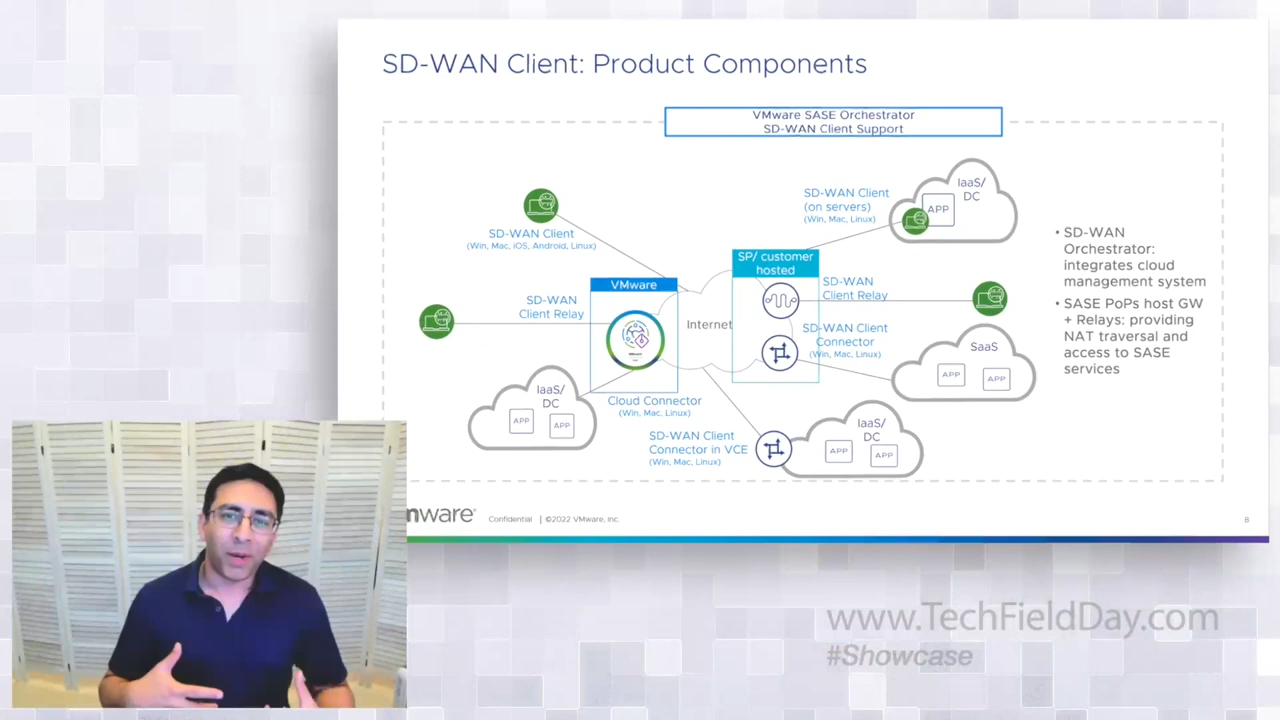 SD-WAN Client: Product Components
VMware SASE Orchestrator
SD-WAN Client Support
SD-WAN Client
(on servers)
(Win, Mac, Linux)
IaaS/
DC
APP
SD-WAN Client
(Win, Mac, iOS, Android, Linux)
VMware
SP/ customer
hosted
SD-WAN
Client Relay
SD-WAN
Client Relay
Internet
SD-WAN Client
Connector
(Win, Mac, Linux)
SaaS
APP
APP
IaaS/
DC
APP
APP
Cloud Connector
(Win, Mac, Linux)
SD-WAN Client
Connector in VCE
(Win, Mac, Linux)
IaaS/
DC
APP
APP
• SD-WAN
Orchestrator:
integrates cloud
management system
• SASE PoPs host GW
+ Relays: providing
NAT traversal and
access to SASE
services
mware®
Confidential | ©2022 VMware, Inc.
8
www.TechFieldDay.com
#Showcase